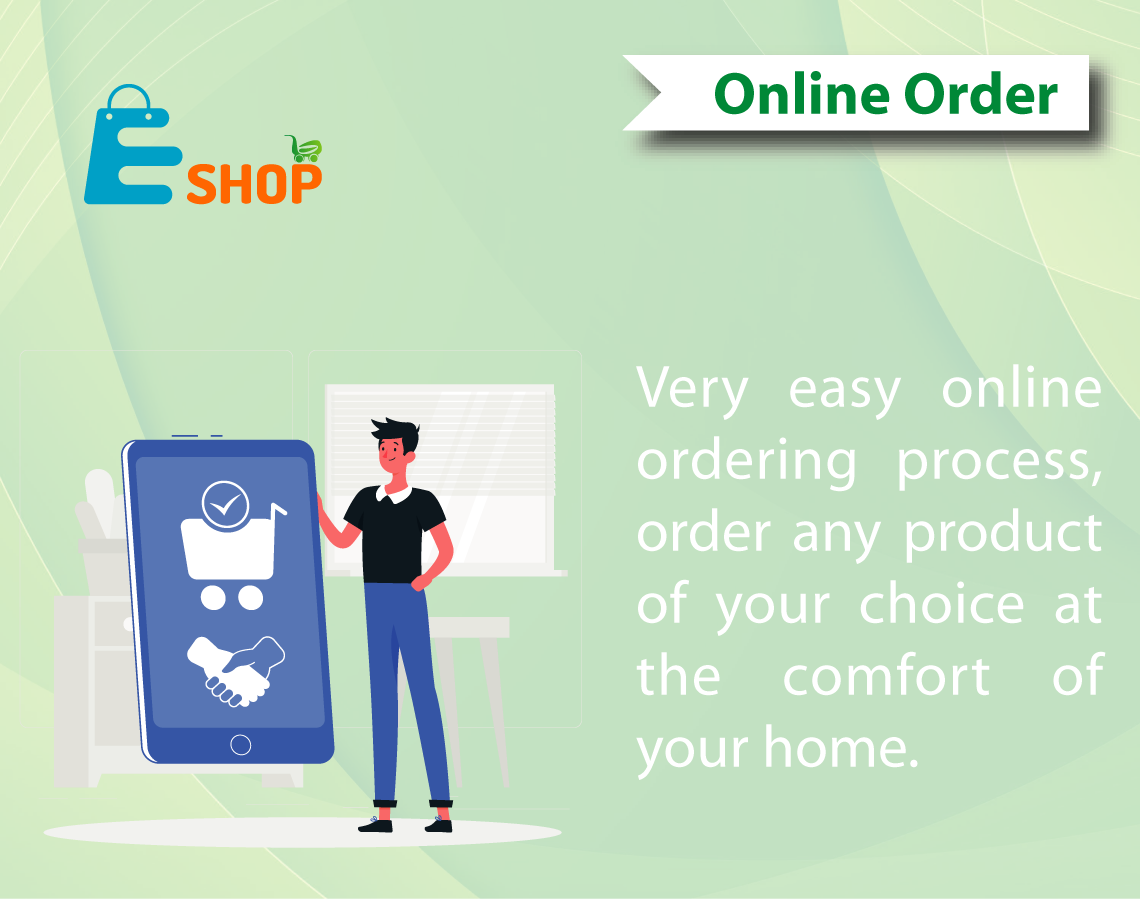 E SHOP
Online Order
Very easy online
ordering process,
order any product
of your choice at
the comfort of
your home.